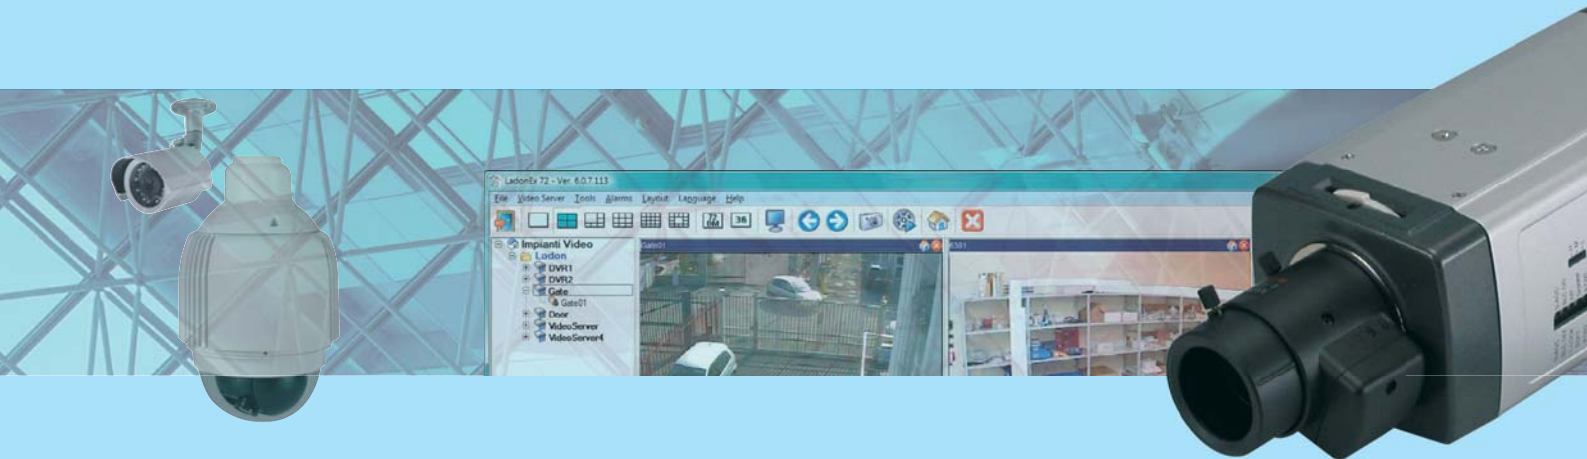 LadonEx 72 - Ver. 6.0.7.113
File Video Server Tools Alarms Layout Language Help
36
Impianti Video
Ladon
DVR1
DVR2
Gate
Gate01
Door
VideoServer
VideoServer4
Gate01